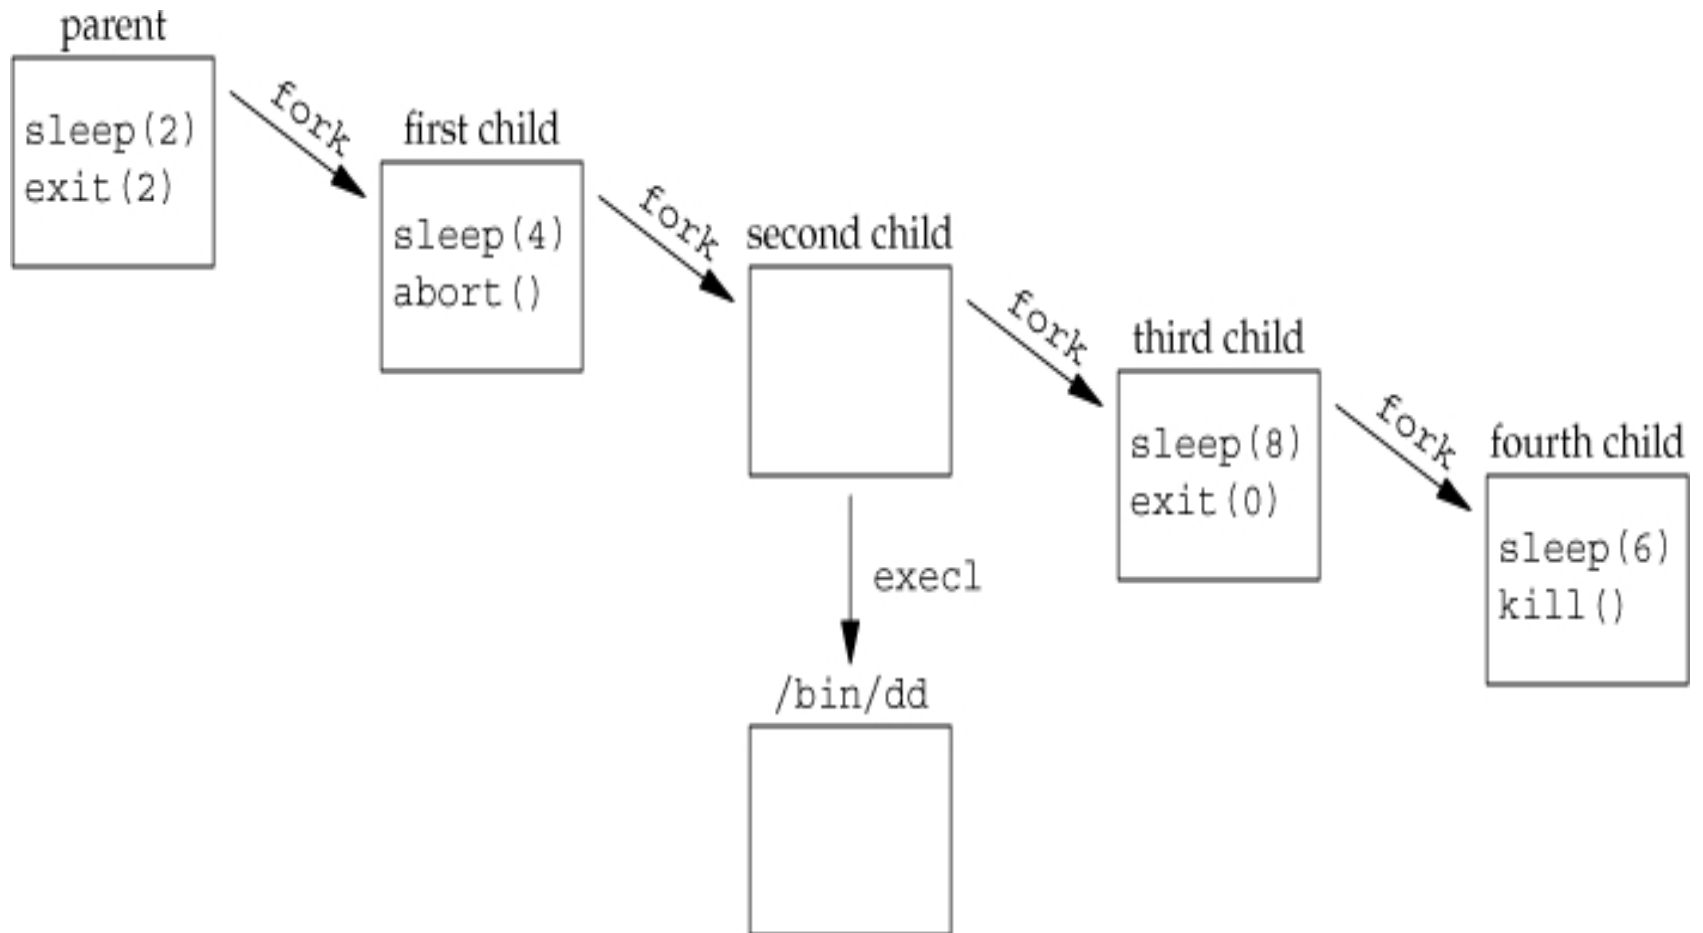 parent
sleep(2)
exit(2)
fork
first child
sleep(4)
abort()
fork
second child
fork
third child
sleep(8)
exit(0)
fork
fourth child
sleep(6)
kill()
execl
/bin/dd